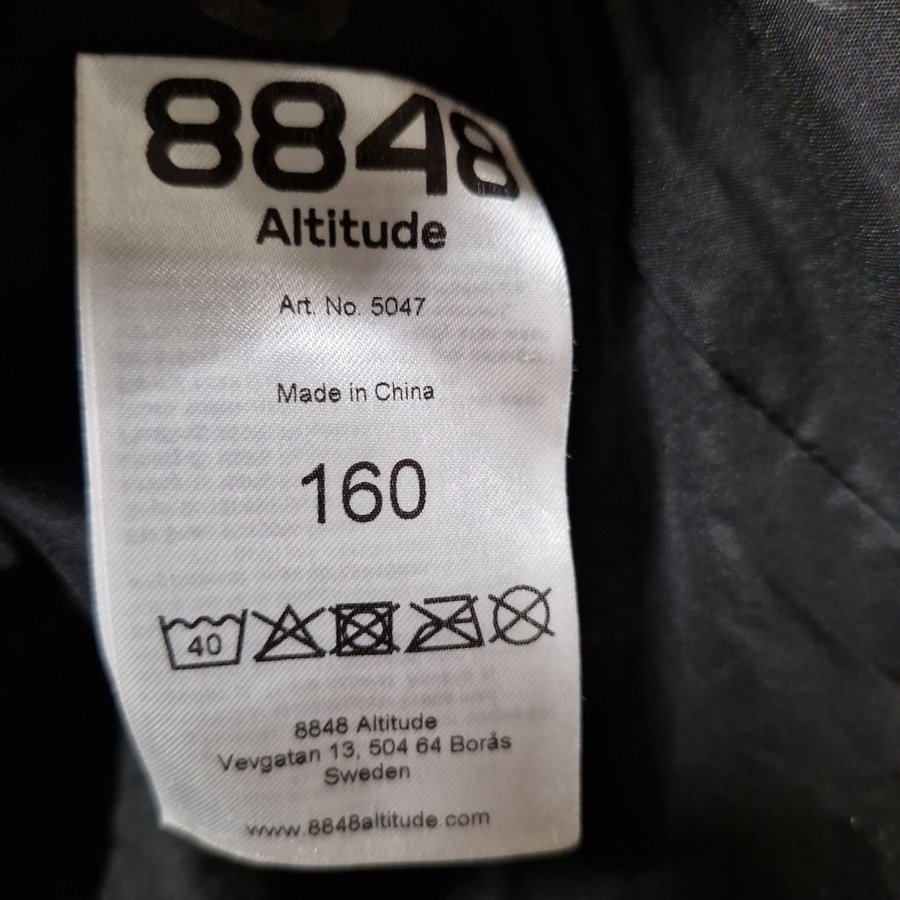 8848
Altitude
Art. No. 5047
Made in China
160
40
8848 Altitude
Vevgatan 13, 504 64 Borås
Sweden
www.8848altitude.com